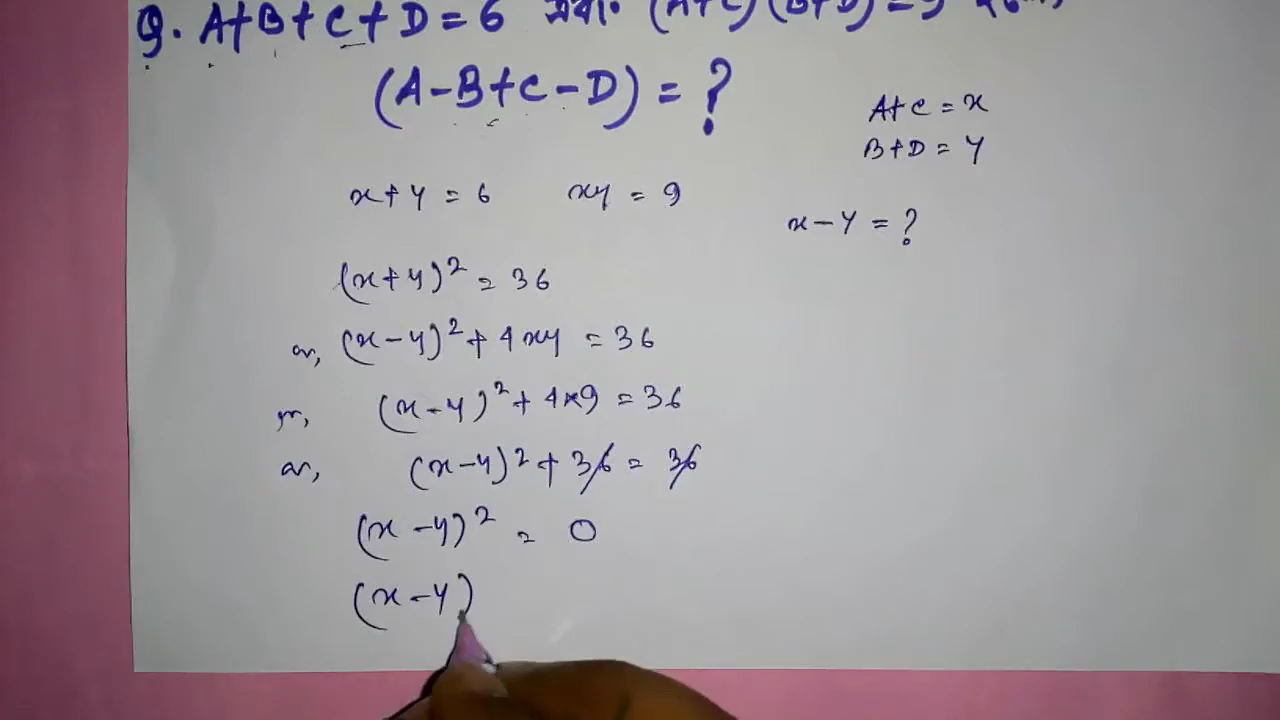 Q. A+B+C+D = 6 এবং (A+C)(B+D) = 9
(A-B+C-D) = ?
A+C = x
B+D = y
x+y = 6 xy = 9
x-y = ?
(x+y)² = 36
or, (x-y)² + 4xy = 36
or, (x-y)² + 4×9 = 36
or, (x-y)² + 36 = 36
(x-y)² = 0
(x-y)